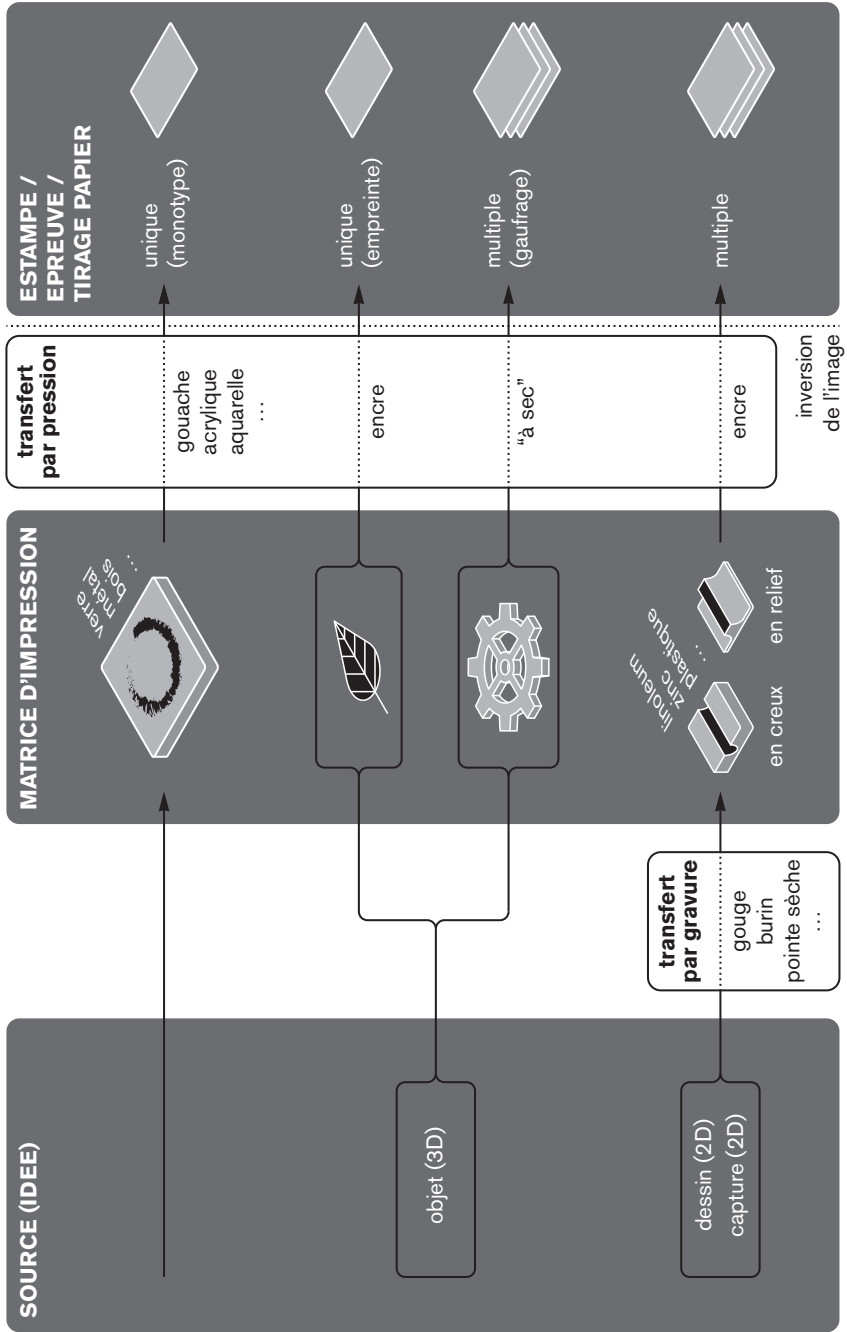 SOURCE (IDEE)
objet (3D)
dessin (2D)
capture (2D)
transfert
par gravure
gouge
burin
pointe sèche
…
MATRICE D’IMPRESSION
verre
métal
bois
…
linoleum
zinc
plastique
…
en creux
en relief
transfert
par pression
gouache
acrylique
aquarelle
…
encre
“à sec”
encre
inversion
de l’image
ESTAMPE /
EPREUVE /
TIRAGE PAPIER
unique
(monotype)
unique
(empreinte)
multiple
(gaufrage)
multiple